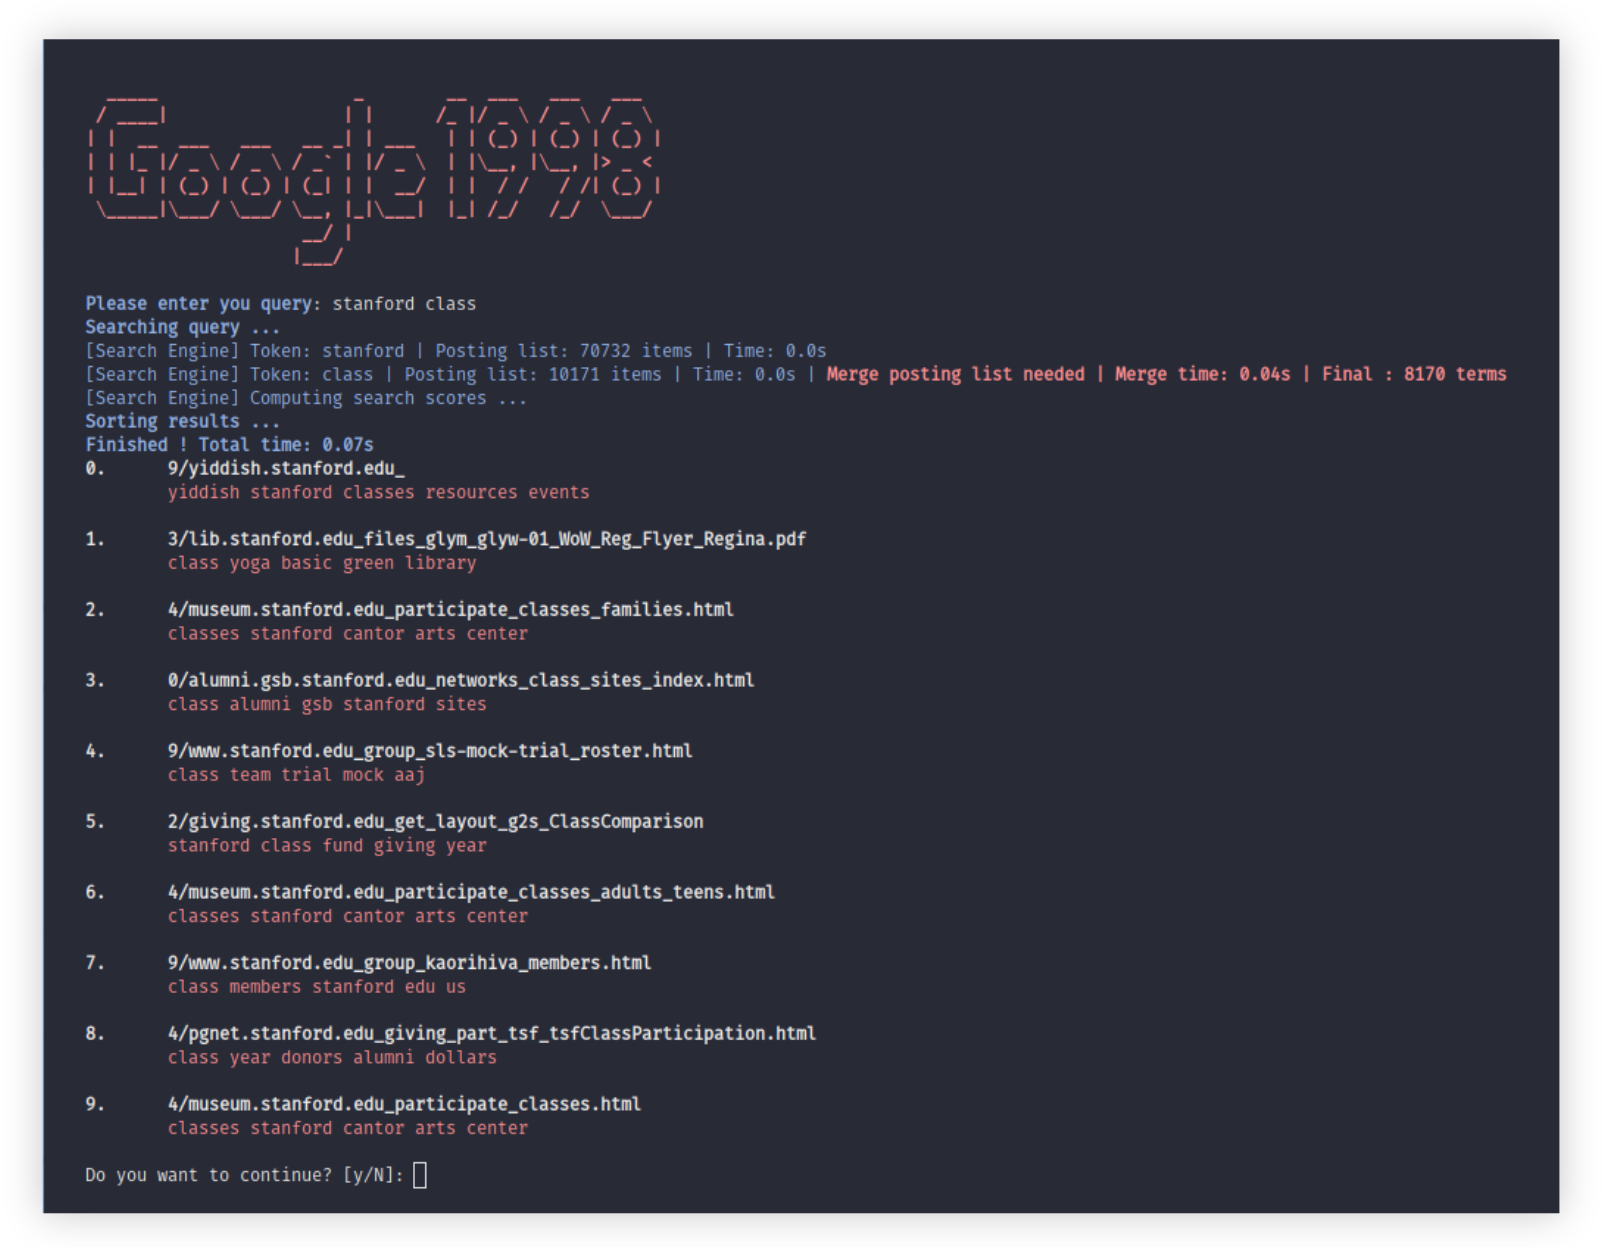 Google 1998
Please enter you query: stanford class
Searching query ...
[Search Engine] Token: stanford | Posting list: 70732 items | Time: 0.0s
[Search Engine] Token: class | Posting list: 10171 items | Time: 0.0s | Merge posting list needed | Merge time: 0.04s | Final : 8170 terms
[Search Engine] Computing search scores ...
Sorting results ...
Finished ! Total time: 0.07s
0. 9/yiddish.stanford.edu_
yiddish stanford classes resources events
1. 3/lib.stanford.edu_files_glym_glyw-01_WoW_Reg_Flyer_Regina.pdf
class yoga basic green library
2. 4/museum.stanford.edu_participate_classes_families.html
classes stanford cantor arts center
3. 0/alumni.gsb.stanford.edu_networks_class_sites_index.html
class alumni gsb stanford sites
4. 9/www.stanford.edu_group_sls-mock-trial_roster.html
class team trial mock aaj
5. 2/giving.stanford.edu_get_layout_g2s_ClassComparison
stanford class fund giving year
6. 4/museum.stanford.edu_participate_classes_adults_teens.html
classes stanford cantor arts center
7. 9/www.stanford.edu_group_kaorihiva_members.html
class members stanford edu us
8. 4/pgnet.stanford.edu_giving_part_tsf_tsfClassParticipation.html
class year donors alumni dollars
9. 4/museum.stanford.edu_participate_classes.html
classes stanford cantor arts center
Do you want to continue? [y/N]: